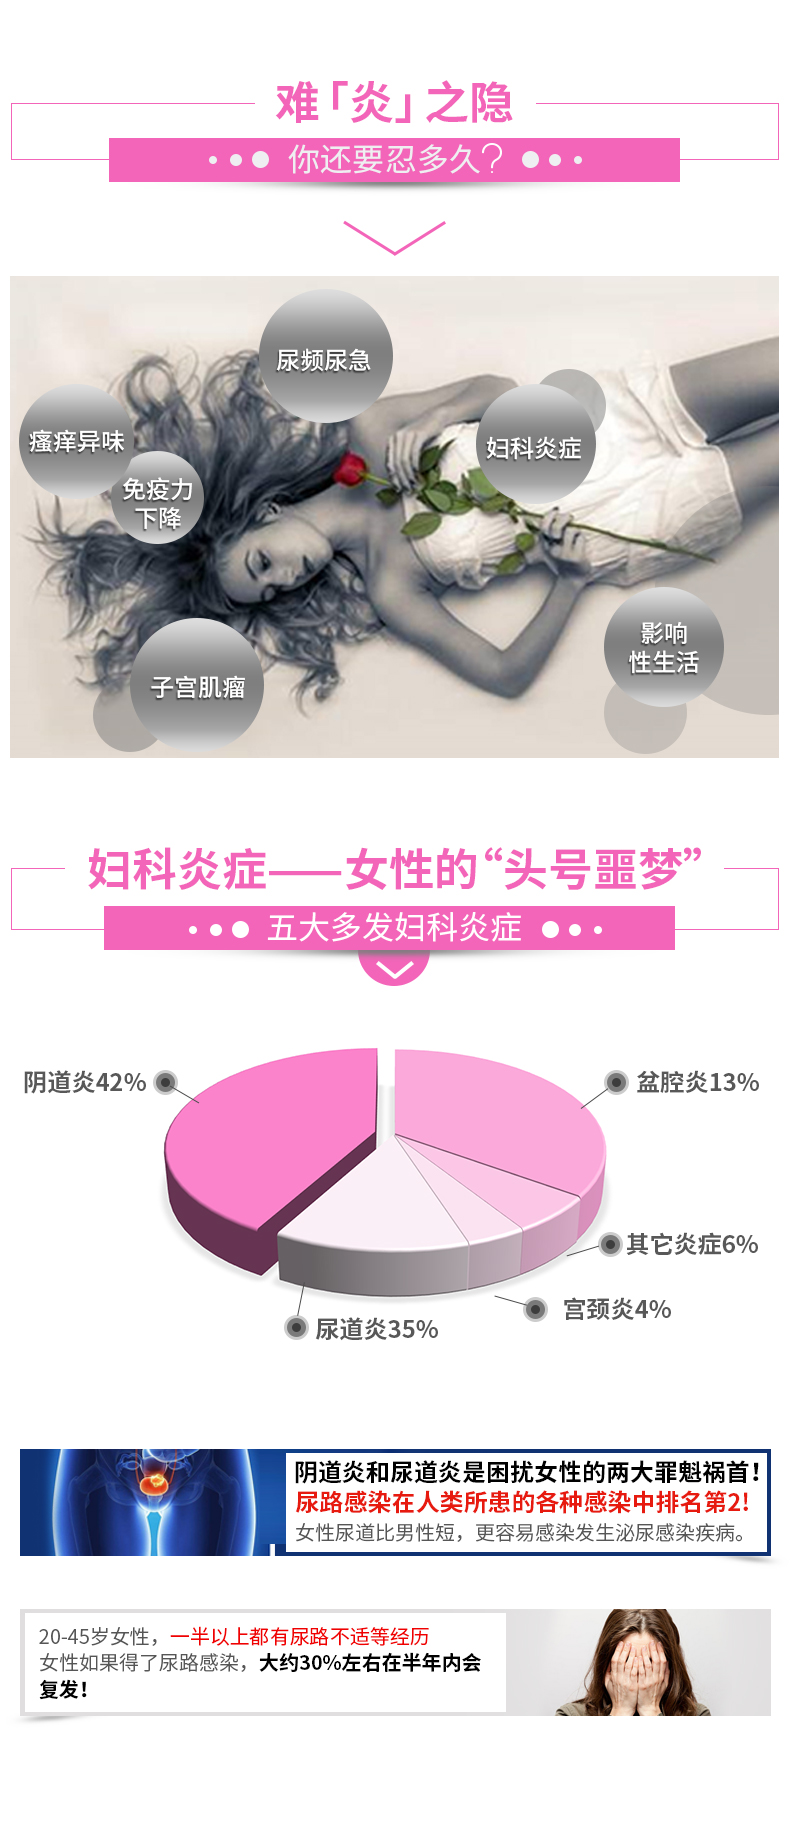 难「炎」之隐
你还要忍多久?
尿频尿急
瘙痒异味
妇科炎症
免疫力
下降
影响
性生活
子宫肌瘤
妇科炎症——女性的“头号噩梦”
五大多发妇科炎症
阴道炎42%
盆腔炎13%
其它炎症6%
宫颈炎4%
尿道炎35%
阴道炎和尿道炎是困扰女性的两大罪魁祸首！
尿路感染在人类所患的各种感染中排名第2!
女性尿道比男性短，更容易感染发生泌尿感染疾病。
20-45岁女性，一半以上都有尿路不适等经历
女性如果得了尿路感染，大约30%左右在半年内会
复发！